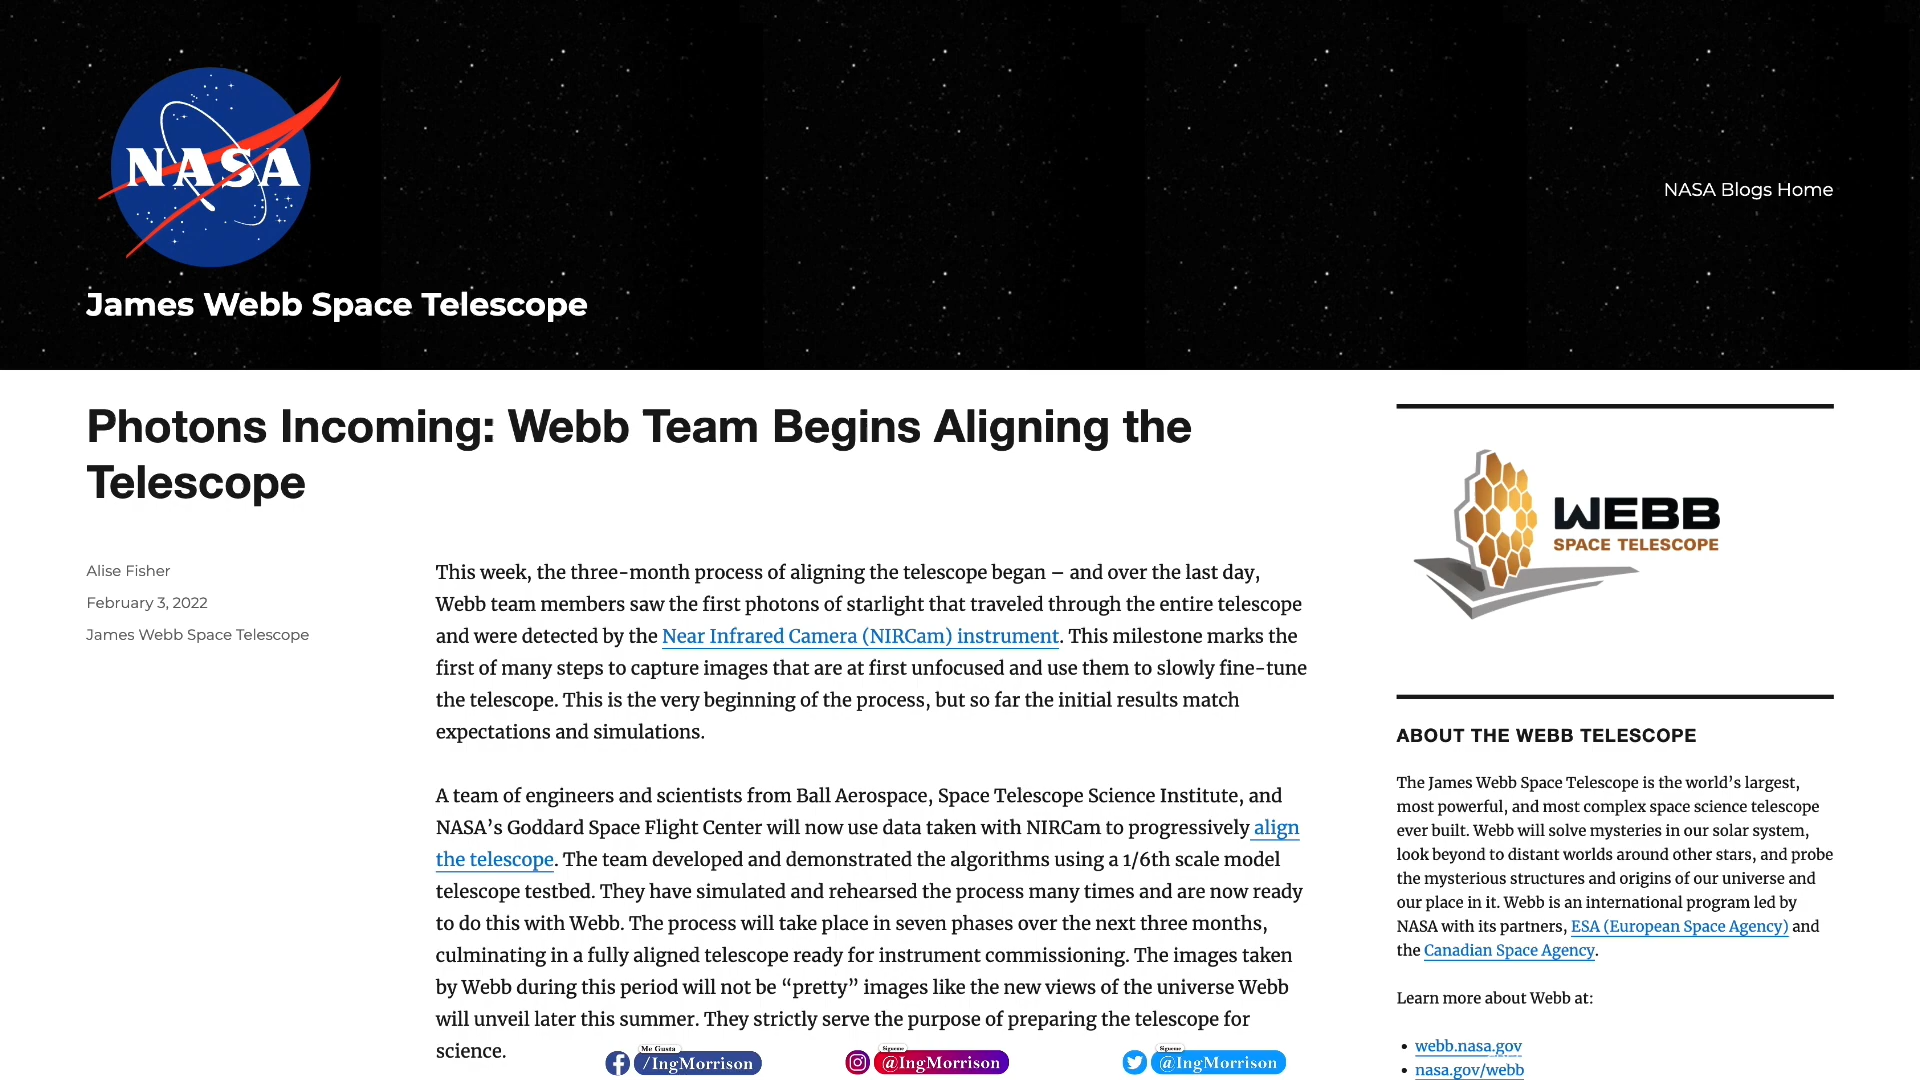 NASA
NASA Blogs Home
James Webb Space Telescope
Photons Incoming: Webb Team Begins Aligning the
Telescope
Alise Fisher
February 3, 2022
James Webb Space Telescope
This week, the three-month process of aligning the telescope began – and over the last day,
Webb team members saw the first photons of starlight that traveled through the entire telescope
and were detected by the Near Infrared Camera (NIRCam) instrument. This milestone marks the
first of many steps to capture images that are at first unfocused and use them to slowly fine-tune
the telescope. This is the very beginning of the process, but so far the initial results match
expectations and simulations.
A team of engineers and scientists from Ball Aerospace, Space Telescope Science Institute, and
NASA’s Goddard Space Flight Center will now use data taken with NIRCam to progressively align
the telescope. The team developed and demonstrated the algorithms using a 1/6th scale model
telescope testbed. They have simulated and rehearsed the process many times and are now ready
to do this with Webb. The process will take place in seven phases over the next three months,
culminating in a fully aligned telescope ready for instrument commissioning. The images taken
by Webb during this period will not be “pretty” images like the new views of the universe Webb
will unveil later this summer. They strictly serve the purpose of preparing the telescope for
science.
WEBB
SPACE TELESCOPE
ABOUT THE WEBB TELESCOPE
The James Webb Space Telescope is the world’s largest,
most powerful, and most complex space science telescope
ever built. Webb will solve mysteries in our solar system,
look beyond to distant worlds around other stars, and probe
the mysterious structures and origins of our universe and
our place in it. Webb is an international program led by
NASA with its partners, ESA (European Space Agency) and
the Canadian Space Agency.
Learn more about Webb at:
• webb.nasa.gov
• nasa.gov/webb
Me Gusta
/IngMorrison
Sigueme
@IngMorrison
Sigueme
@IngMorrison